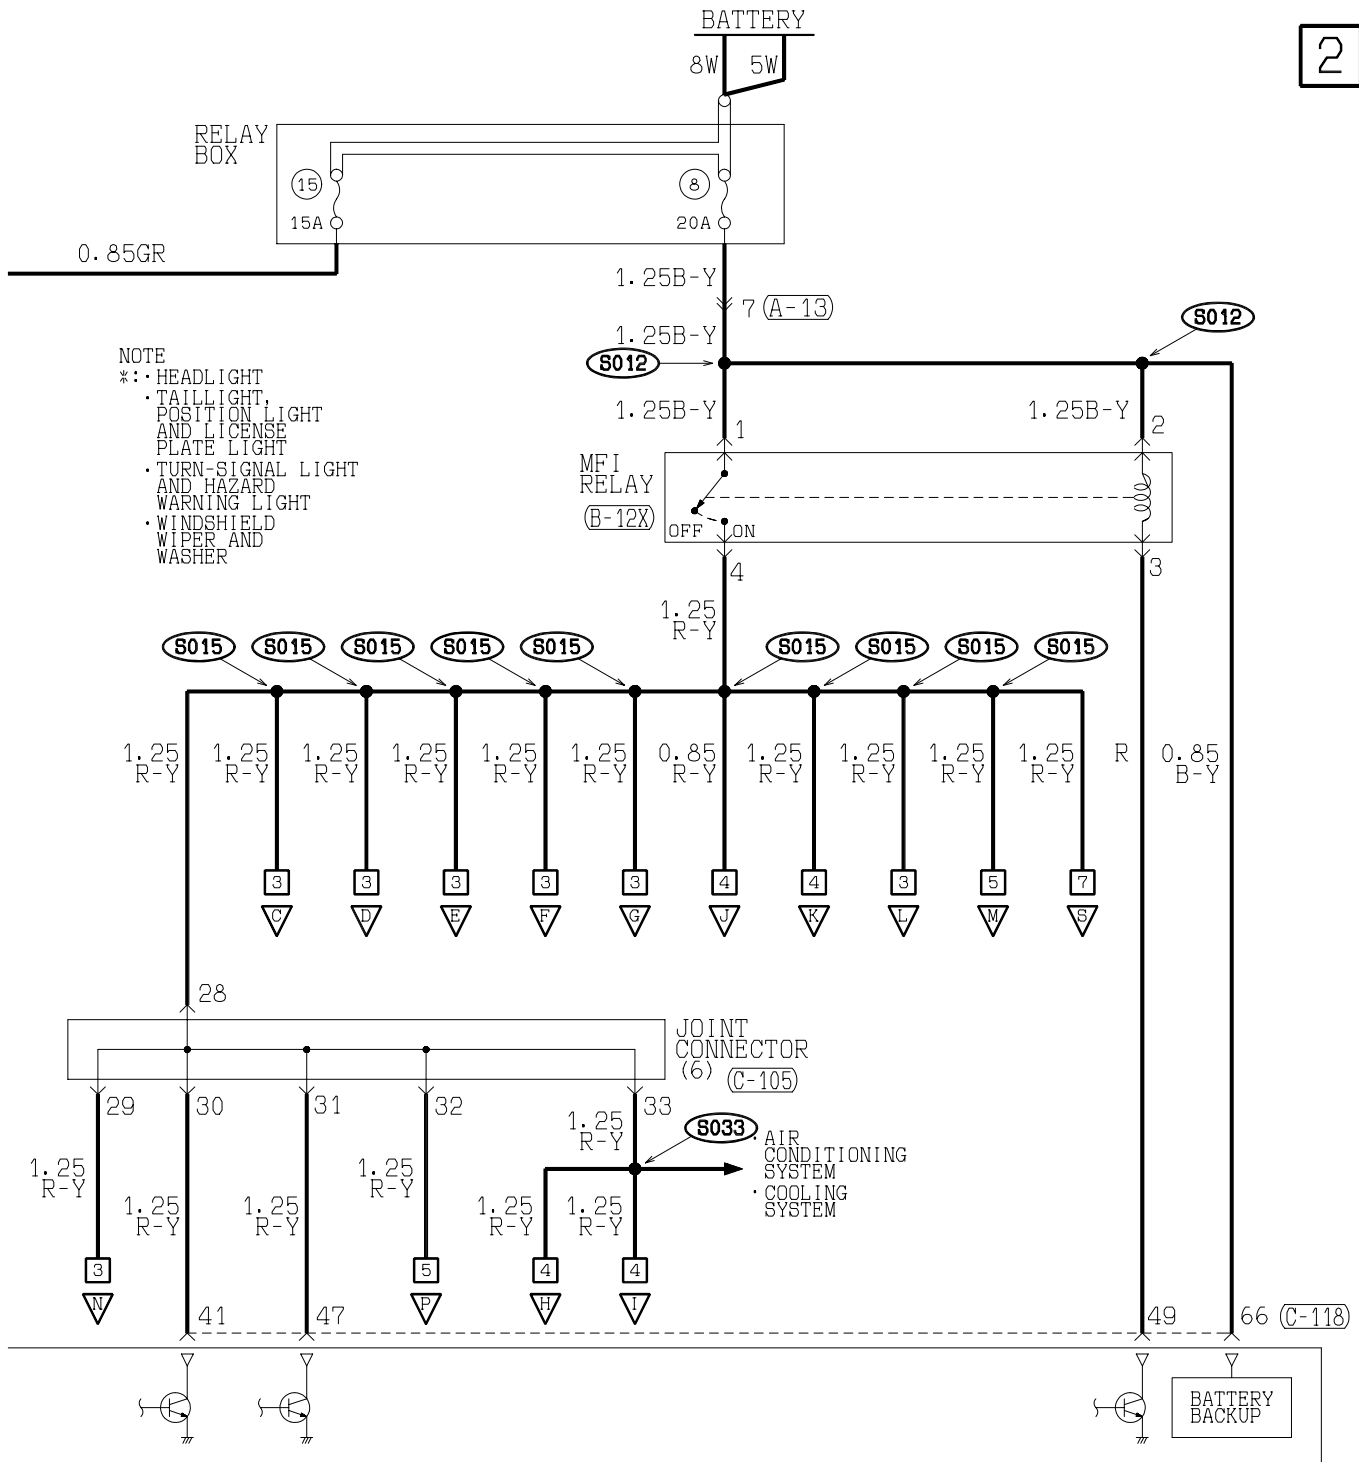 BATTERY
2
8W 5W
RELAY
BOX
15 8
15A 20A
0.85GR
1.25B-Y
7 A-13
1.25B-Y
S012 S012
NOTE
*:・HEADLIGHT
・TAILLIGHT,
POSITION LIGHT
AND LICENSE
PLATE LIGHT
・TURN-SIGNAL LIGHT
AND HAZARD
WARNING LIGHT
・WINDSHIELD
WIPER AND
WASHER
1.25B-Y 1.25B-Y
1 2
MFI
RELAY
B-12X
OFF ON
4 3
1.25
R-Y
S015 S015 S015 S015 S015 S015 S015 S015 S015
1.25 1.25 1.25 1.25 1.25 1.25 0.85 1.25 1.25 1.25 1.25 R 0.85
R-Y R-Y R-Y R-Y R-Y R-Y R-Y R-Y R-Y R-Y R-Y B-Y
3 3 3 3 3 4 4 3 5 7
C D E F G J K L M S
28
JOINT
CONNECTOR
(6) C-105
29 30 31 32 33
1.25
R-Y
S033
・AIR
CONDITIONING
SYSTEM
・COOLING
SYSTEM
1.25 1.25
R-Y R-Y
1.25 1.25 1.25 1.25
R-Y R-Y R-Y R-Y
3 5 4 4
N P H I
41 47 49 66 C-118
BATTERY
BACKUP